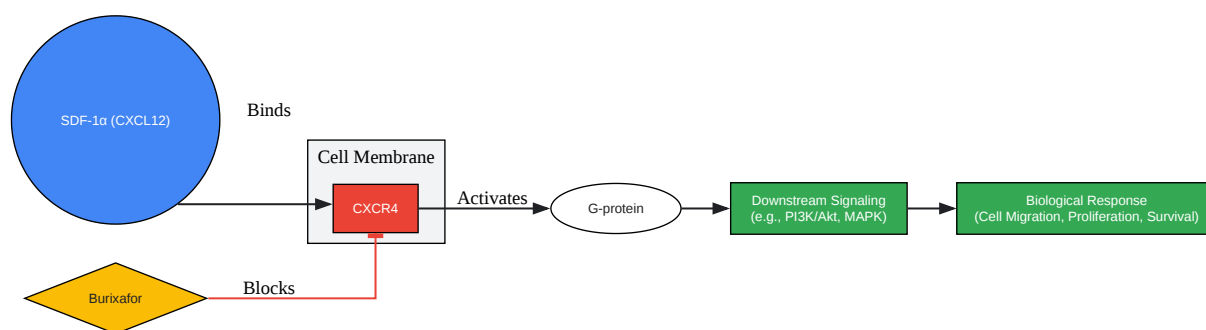 SDF-1α (CXCL12)
Binds
Cell Membrane
CXCR4
Activates
G-protein
Downstream Signaling
(e.g., PI3K/Akt, MAPK)
Biological Response
(Cell Migration, Proliferation, Survival)
Burixafor
Blocks